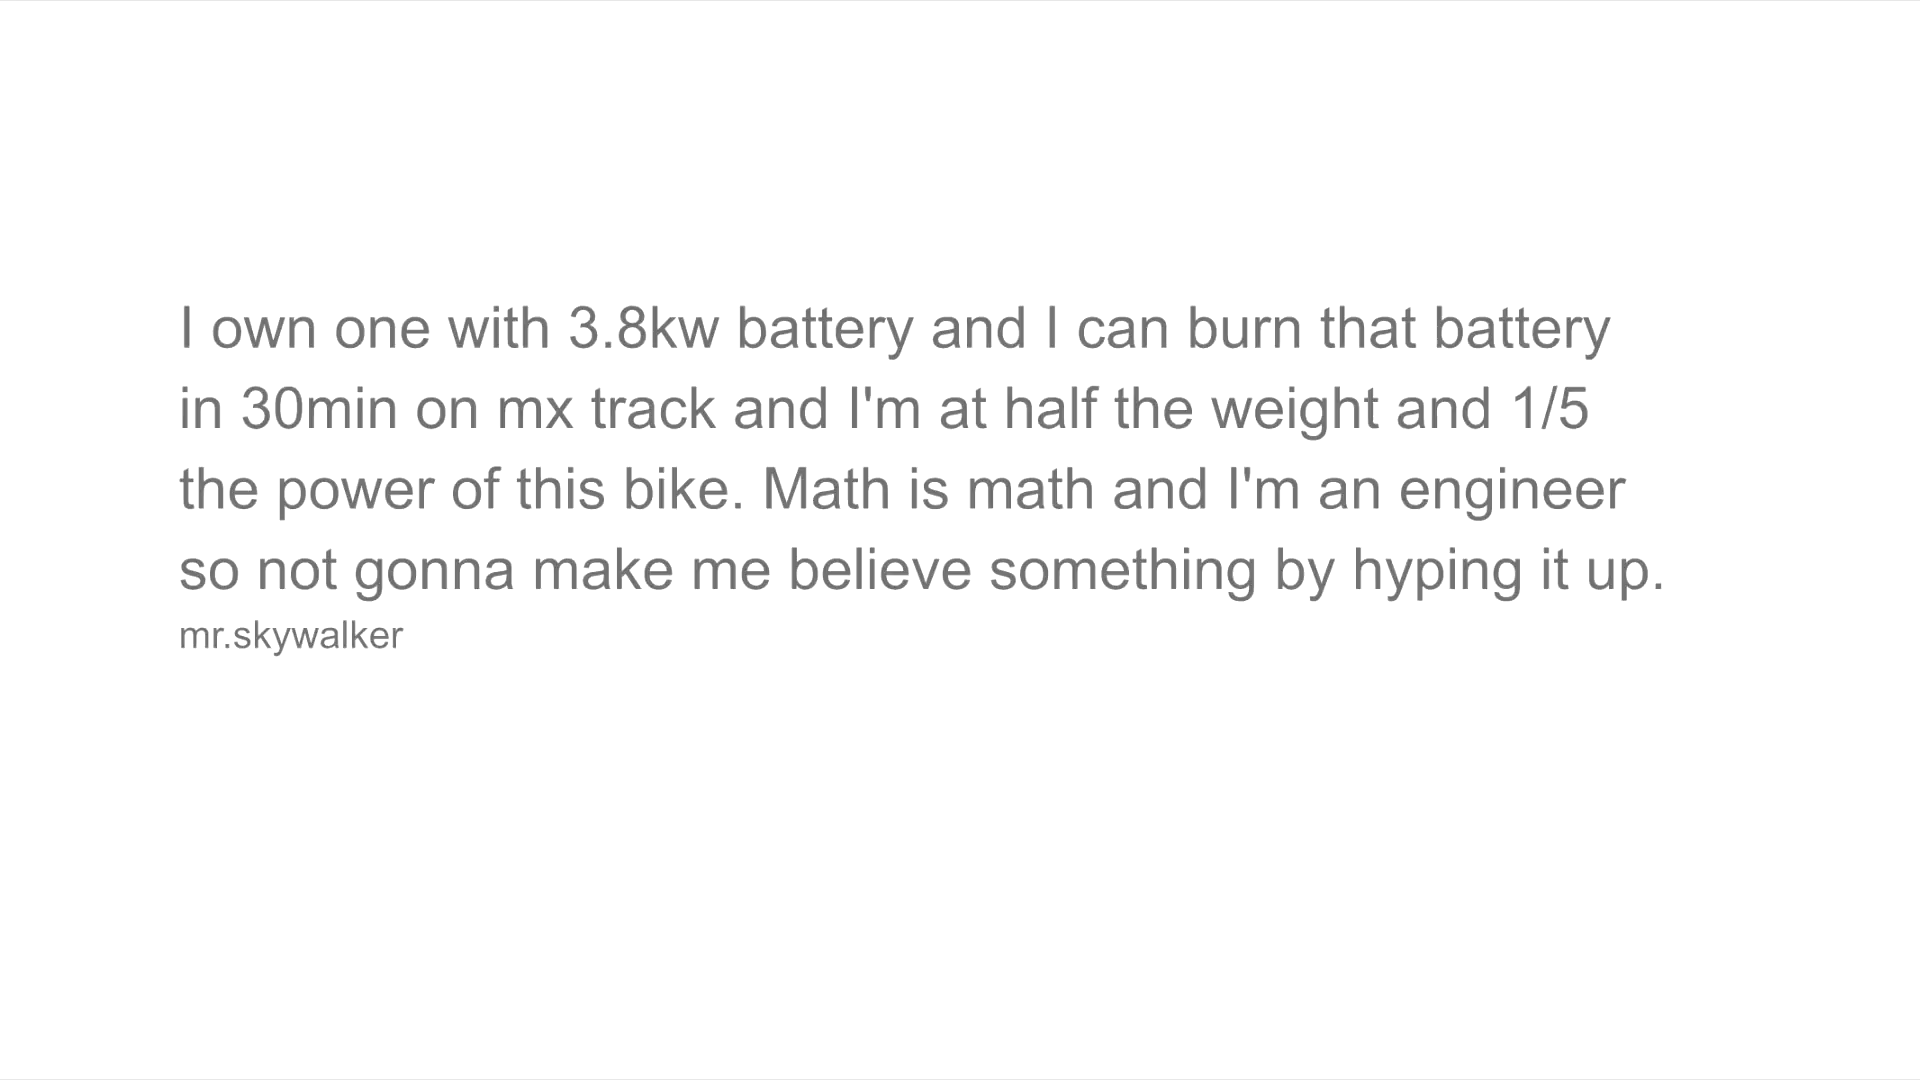 I own one with 3.8kw battery and I can burn that battery
in 30min on mx track and I'm at half the weight and 1/5
the power of this bike. Math is math and I'm an engineer
so not gonna make me believe something by hyping it up.
mr.skywalker